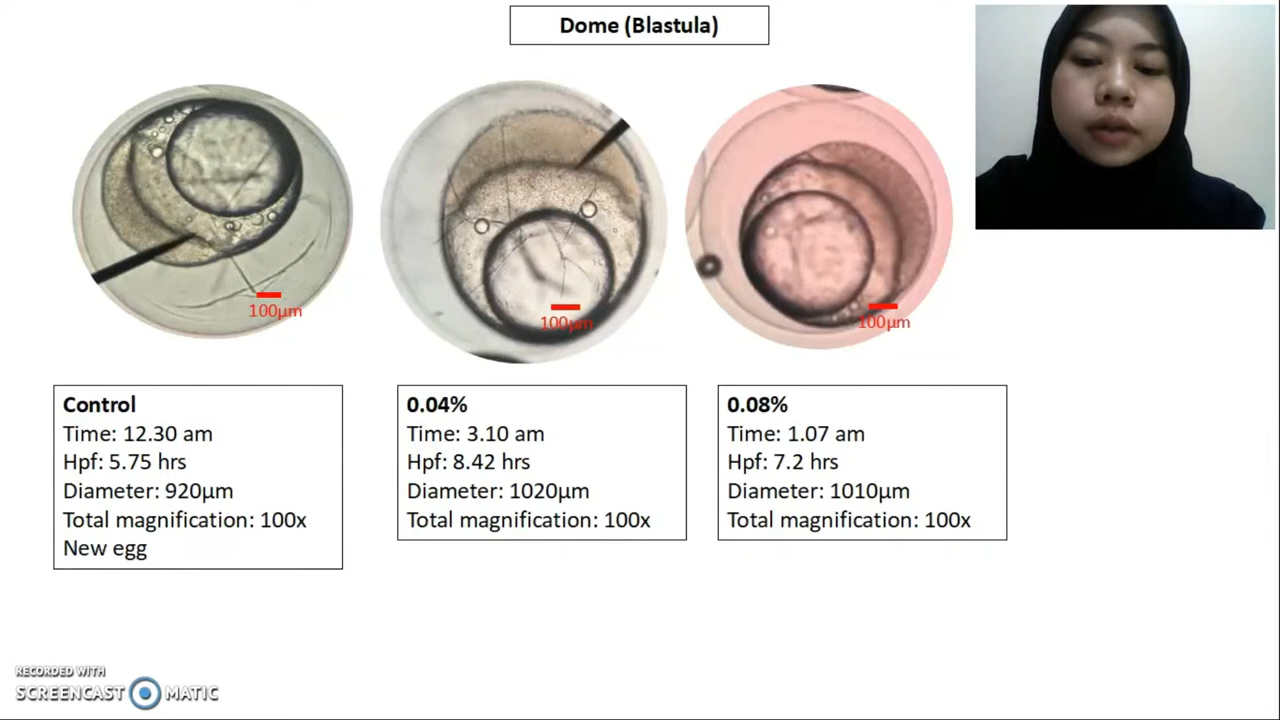 Dome (Blastula)
100µm
100µm
100µm
Control
Time: 12.30 am
Hpf: 5.75 hrs
Diameter: 920µm
Total magnification: 100x
New egg
0.04%
Time: 3.10 am
Hpf: 8.42 hrs
Diameter: 1020µm
Total magnification: 100x
0.08%
Time: 1.07 am
Hpf: 7.2 hrs
Diameter: 1010µm
Total magnification: 100x
RECORDED WITH
SCREENCAST MATIC